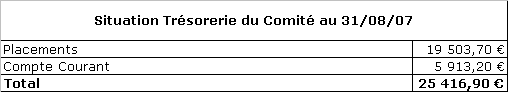 Situation Trésorerie du Comité au 31/08/07
Placements 19 503,70 €
Compte Courant 5 913,20 €
Total 25 416,90 €